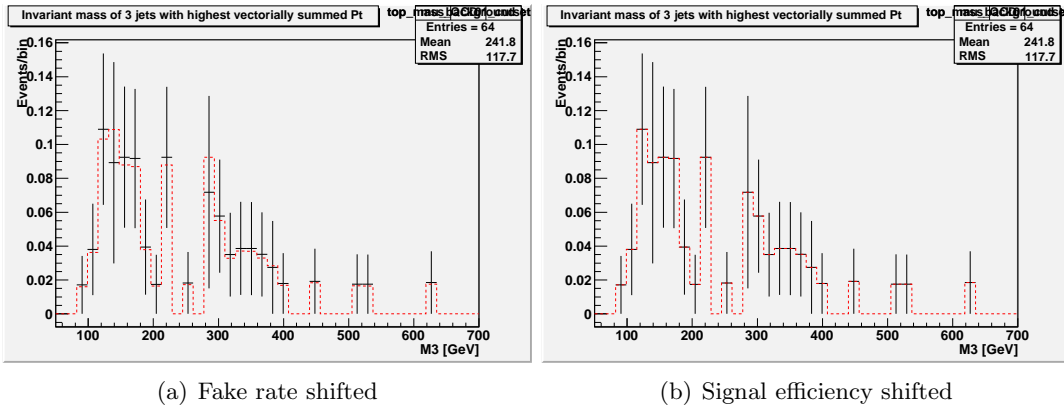 Invariant mass of 3 jets with highest vectorially summed Pt
Entries = 64
Mean 241.8
RMS 117.7
Events/bin
0.16
0.14
0.12
0.1
0.08
0.06
0.04
0.02
0
100 200 300 400 500 600 700
M3 [GeV]
(a) Fake rate shifted
Invariant mass of 3 jets with highest vectorially summed Pt
Entries = 64
Mean 241.8
RMS 117.7
Events/bin
0.16
0.14
0.12
0.1
0.08
0.06
0.04
0.02
0
100 200 300 400 500 600 700
M3 [GeV]
(b) Signal efficiency shifted